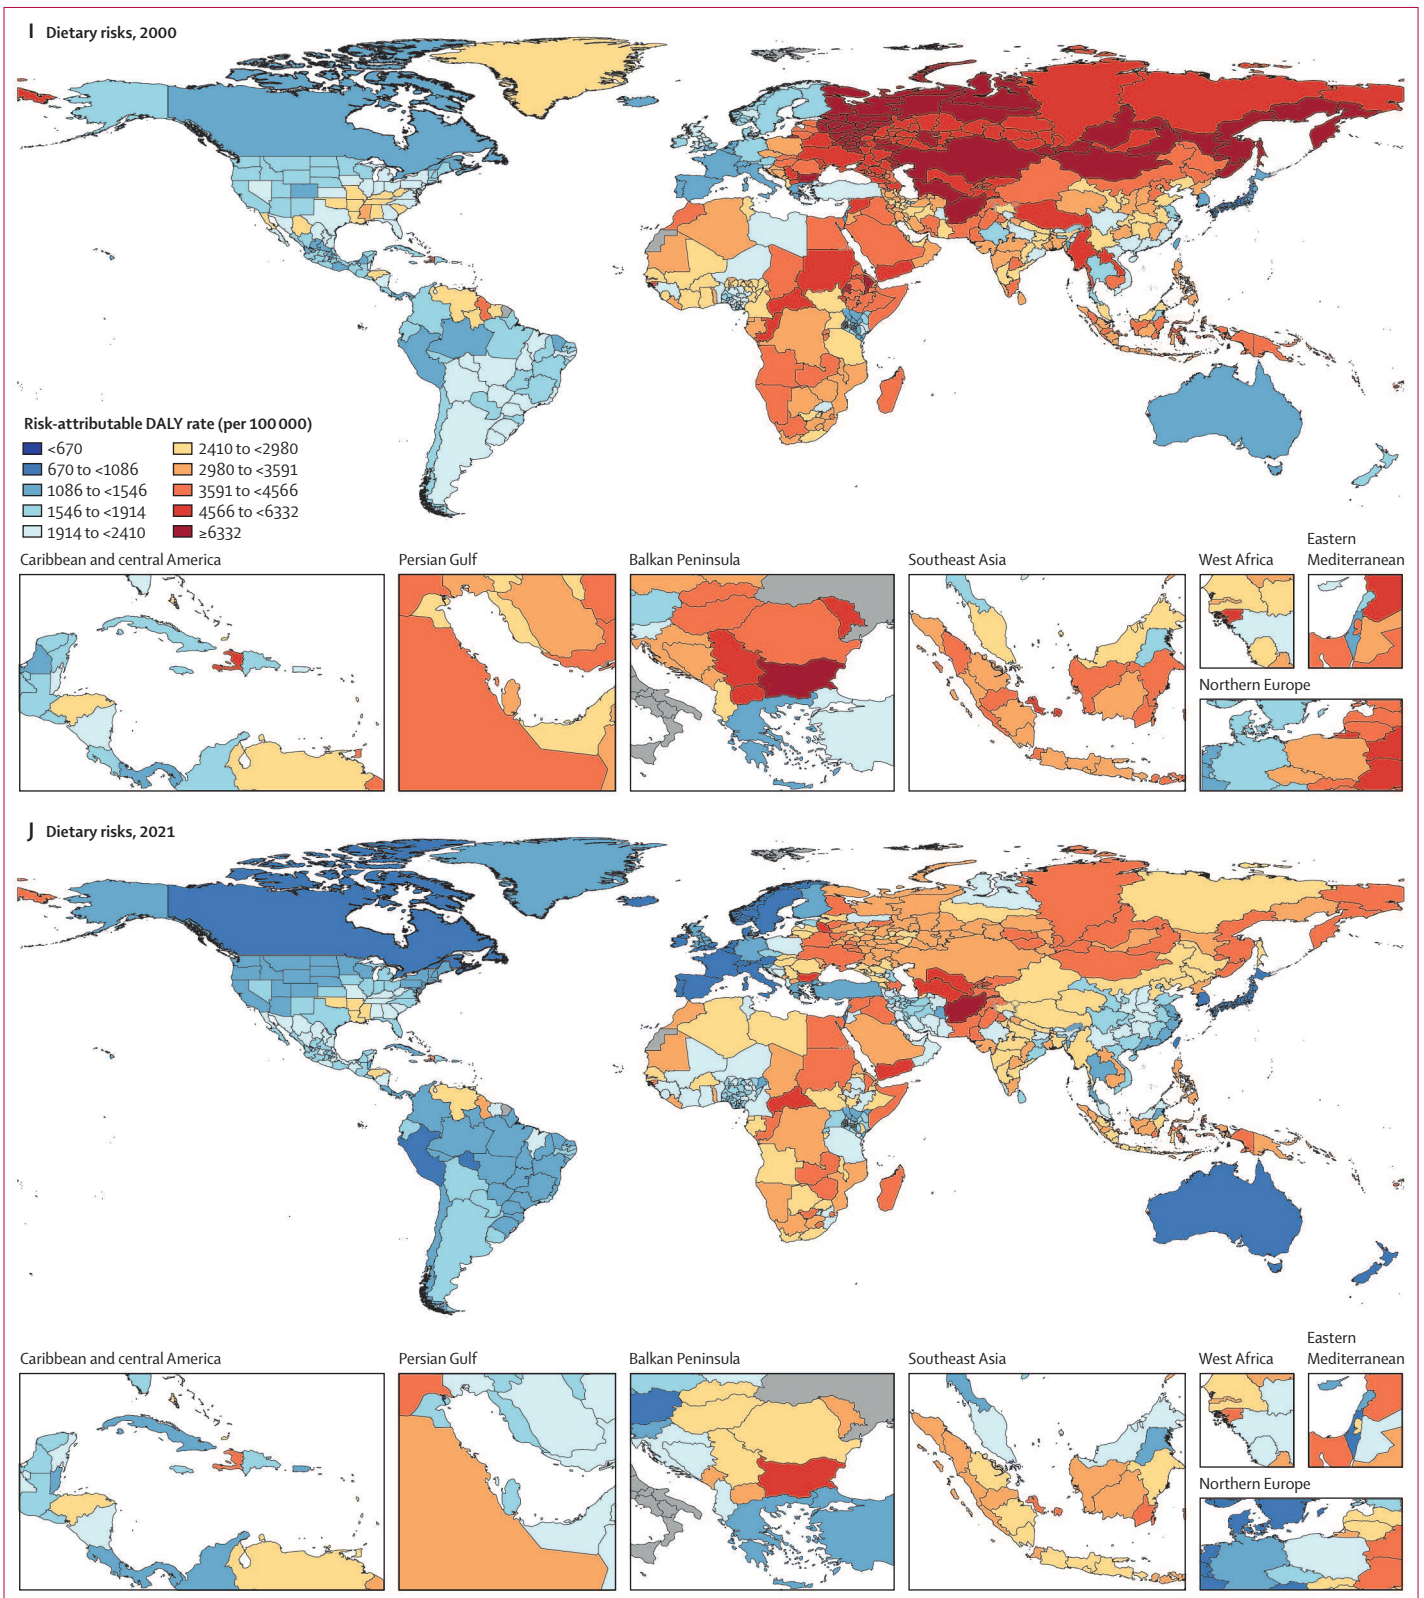 I Dietary risks, 2000
Risk-attributable DALY rate (per 100 000)
<670
670 to <1086
1086 to <1546
1546 to <1914
1914 to <2410
2410 to <2980
2980 to <3591
3591 to <4566
4566 to <6332
≥6332
Caribbean and central America
Persian Gulf
Balkan Peninsula
Southeast Asia
West Africa
Eastern
Mediterranean
Northern Europe
J Dietary risks, 2021
Caribbean and central America
Persian Gulf
Balkan Peninsula
Southeast Asia
West Africa
Eastern
Mediterranean
Northern Europe